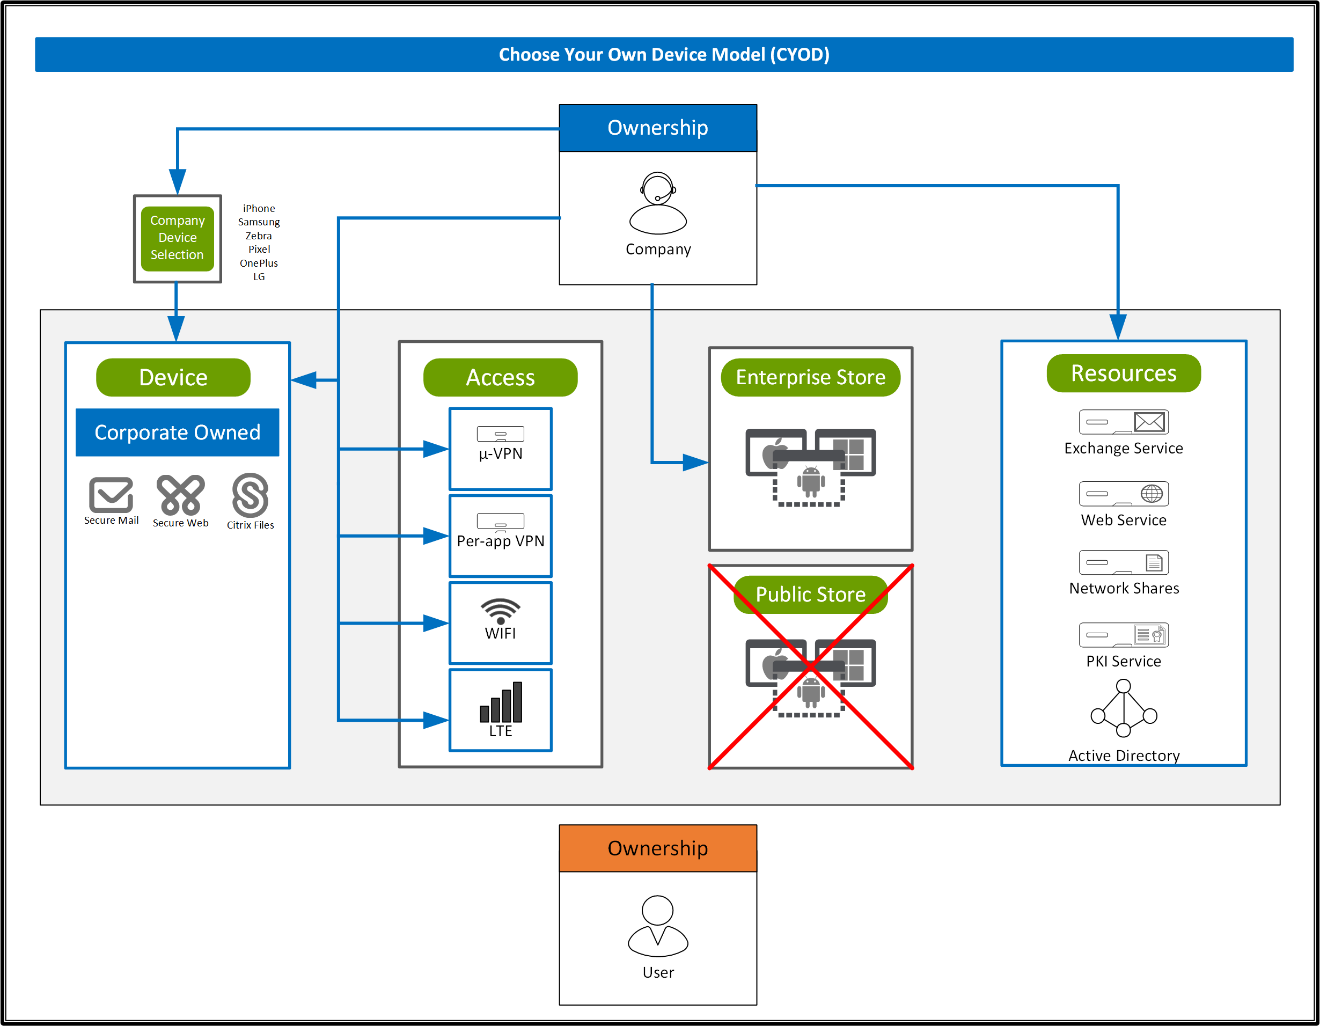 Choose Your Own Device Model (CYOD)
Ownership
Company
Company
Device
Selection
iPhone
Samsung
Zebra
Pixel
OnePlus
LG
Device
Corporate Owned
Secure Mail
Secure Web
Citrix Files
Access
µ-VPN
Per-app VPN
WIFI
LTE
Enterprise Store
Public Store
Resources
Exchange Service
Web Service
Network Shares
PKI Service
Active Directory
Ownership
User